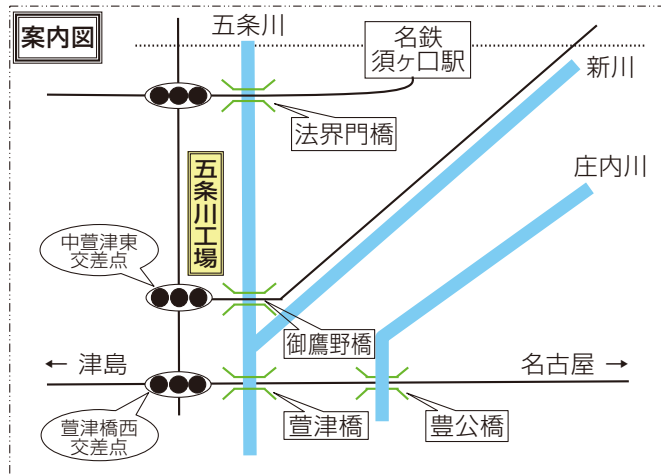 案内図
五条川
名鉄
須ヶ口駅
新川
法界門橋
庄内川
五条川工場
中萱津東
交差点
御鷹野橋
← 津島
名古屋 →
萱津橋西
交差点
萱津橋
豊公橋